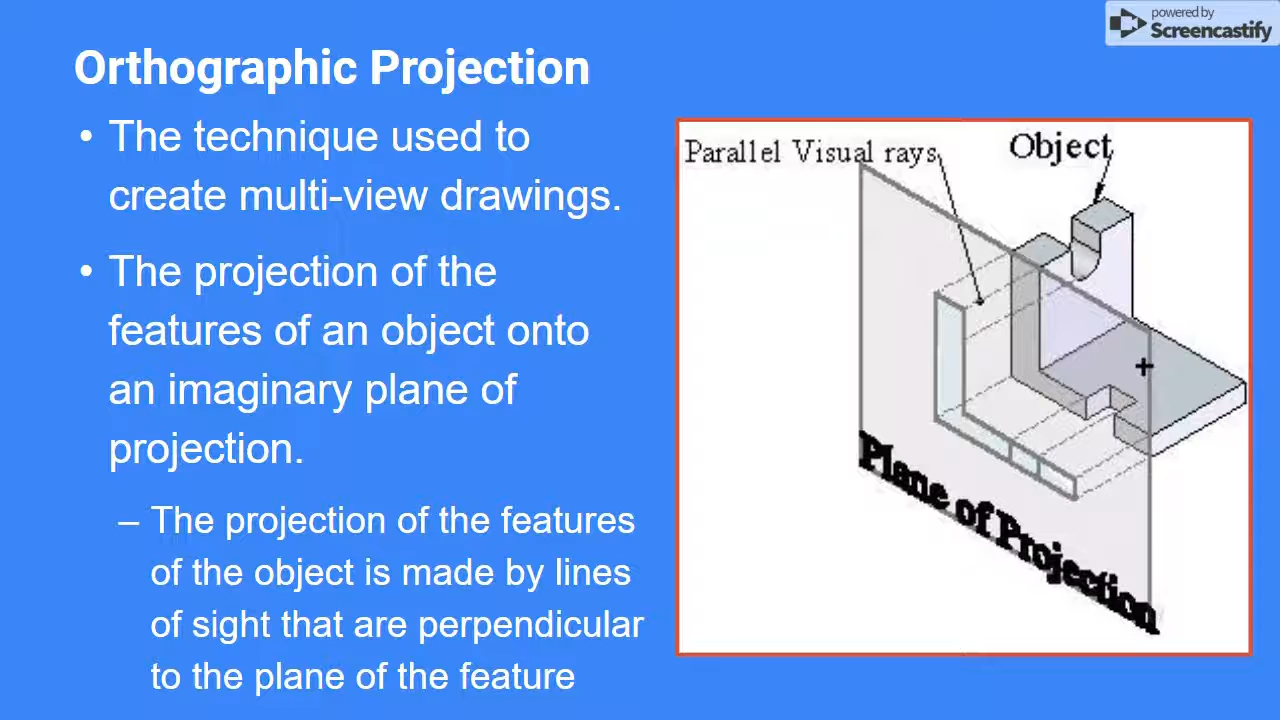 powered by
Screencastify
Orthographic Projection
• The technique used to
create multi-view drawings.
• The projection of the
features of an object onto
an imaginary plane of
projection.
– The projection of the features
of the object is made by lines
of sight that are perpendicular
to the plane of the feature
Parallel Visual rays
Object
Plane of Projection